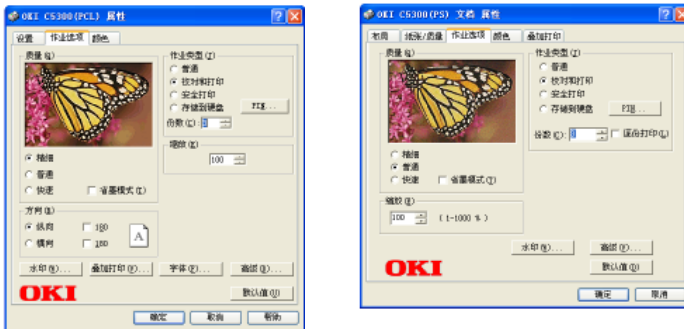 OKI C5300(PCL) 属性
设置 作业选项 颜色
质量(Q)
精细
普通
快速
省墨模式(T)
作业类型(J)
普通
校对和打印
安全打印
存储到硬盘
PIN...
份数(C):
缩放(E)
100
方向(R)
纵向
180
横向
180
A
水印(W)...
叠加打印(V)...
字体(F)...
高级(D)...
OKI
默认值(U)
确定
取消
帮助
OKI C5300(PS) 文档 属性
布局 纸张/质量 作业选项 颜色 叠加打印
质量(Q)
精细
普通
快速
省墨模式(T)
作业类型(J)
普通
校对和打印
安全打印
存储到硬盘
PIN...
份数(C):
逐份打印(L)
缩放(E)
100
(1-1000 %)
水印(W)...
高级(D)...
OKI
默认值(U)
确定
取消